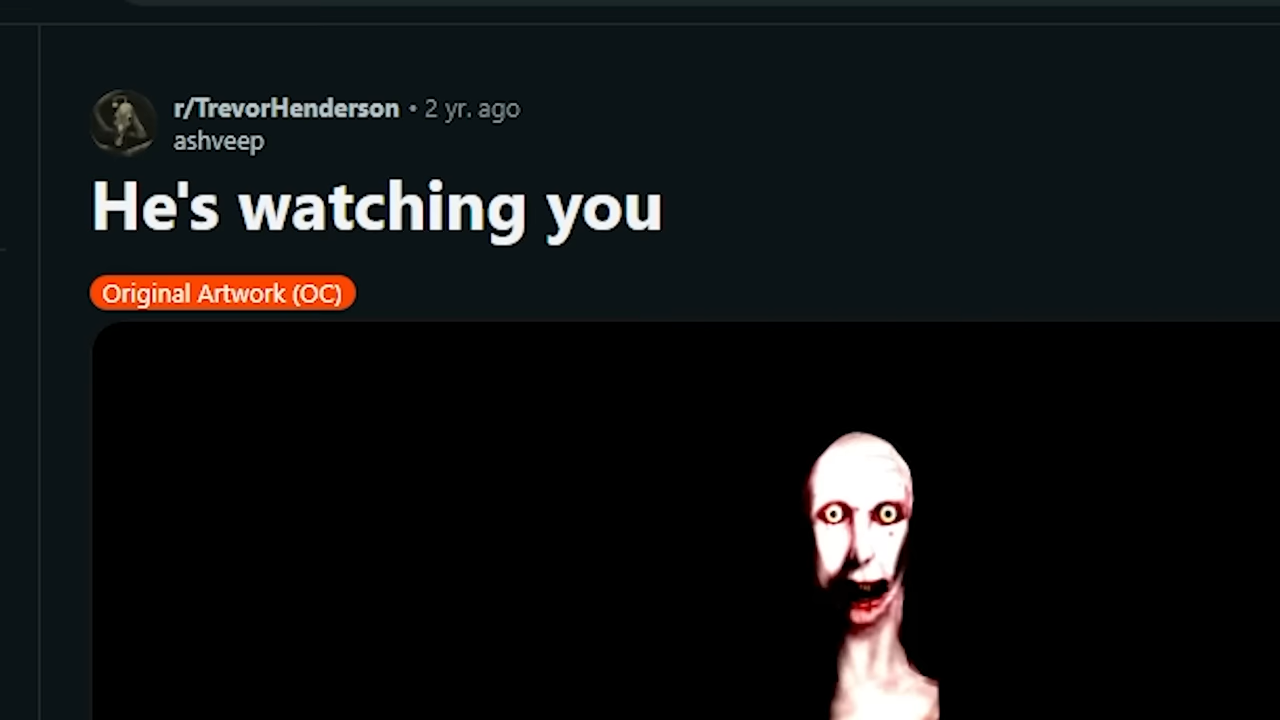 r/TrevorHenderson • 2 yr. ago
ashveep
He's watching you
Original Artwork (OC)